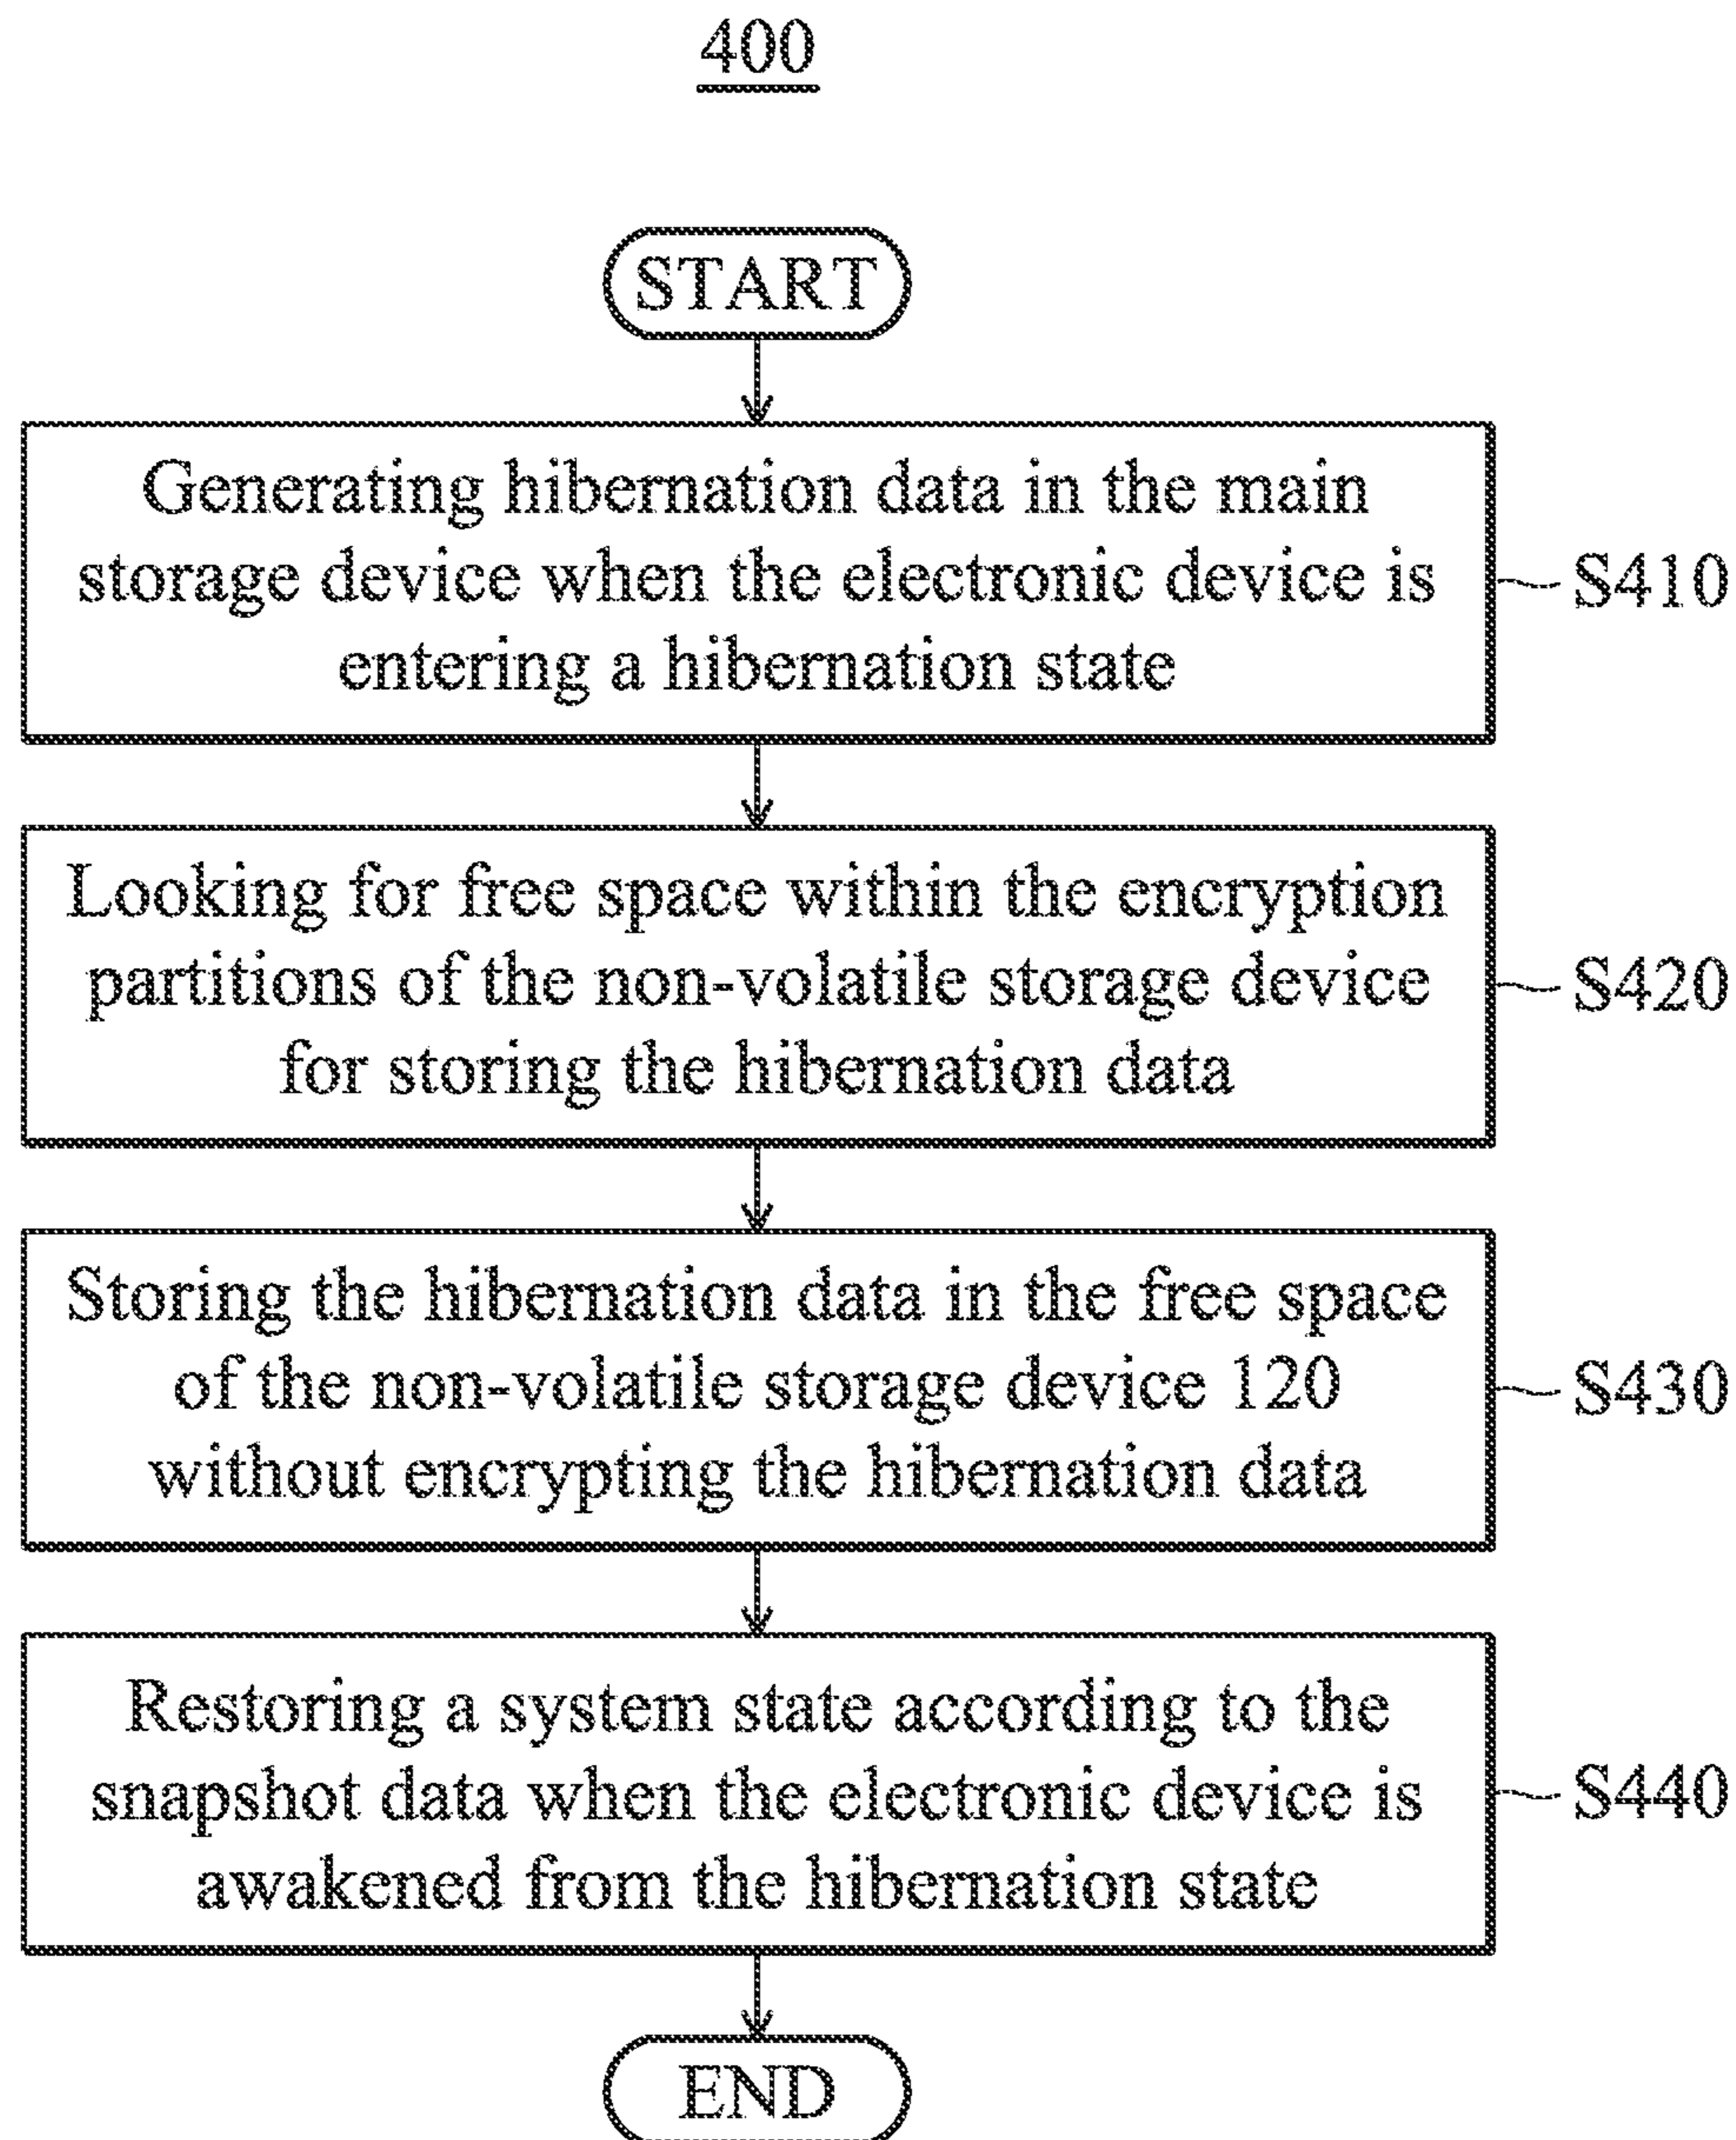 400
START
Generating hibernation data in the main
storage device when the electronic device is
entering a hibernation state
S410
Looking for free space within the encryption
partitions of the non-volatile storage device
for storing the hibernation data
S420
Storing the hibernation data in the free space
of the non-volatile storage device 120
without encrypting the hibernation data
S430
Restoring a system state according to the
snapshot data when the electronic device is
awakened from the hibernation state
S440
END